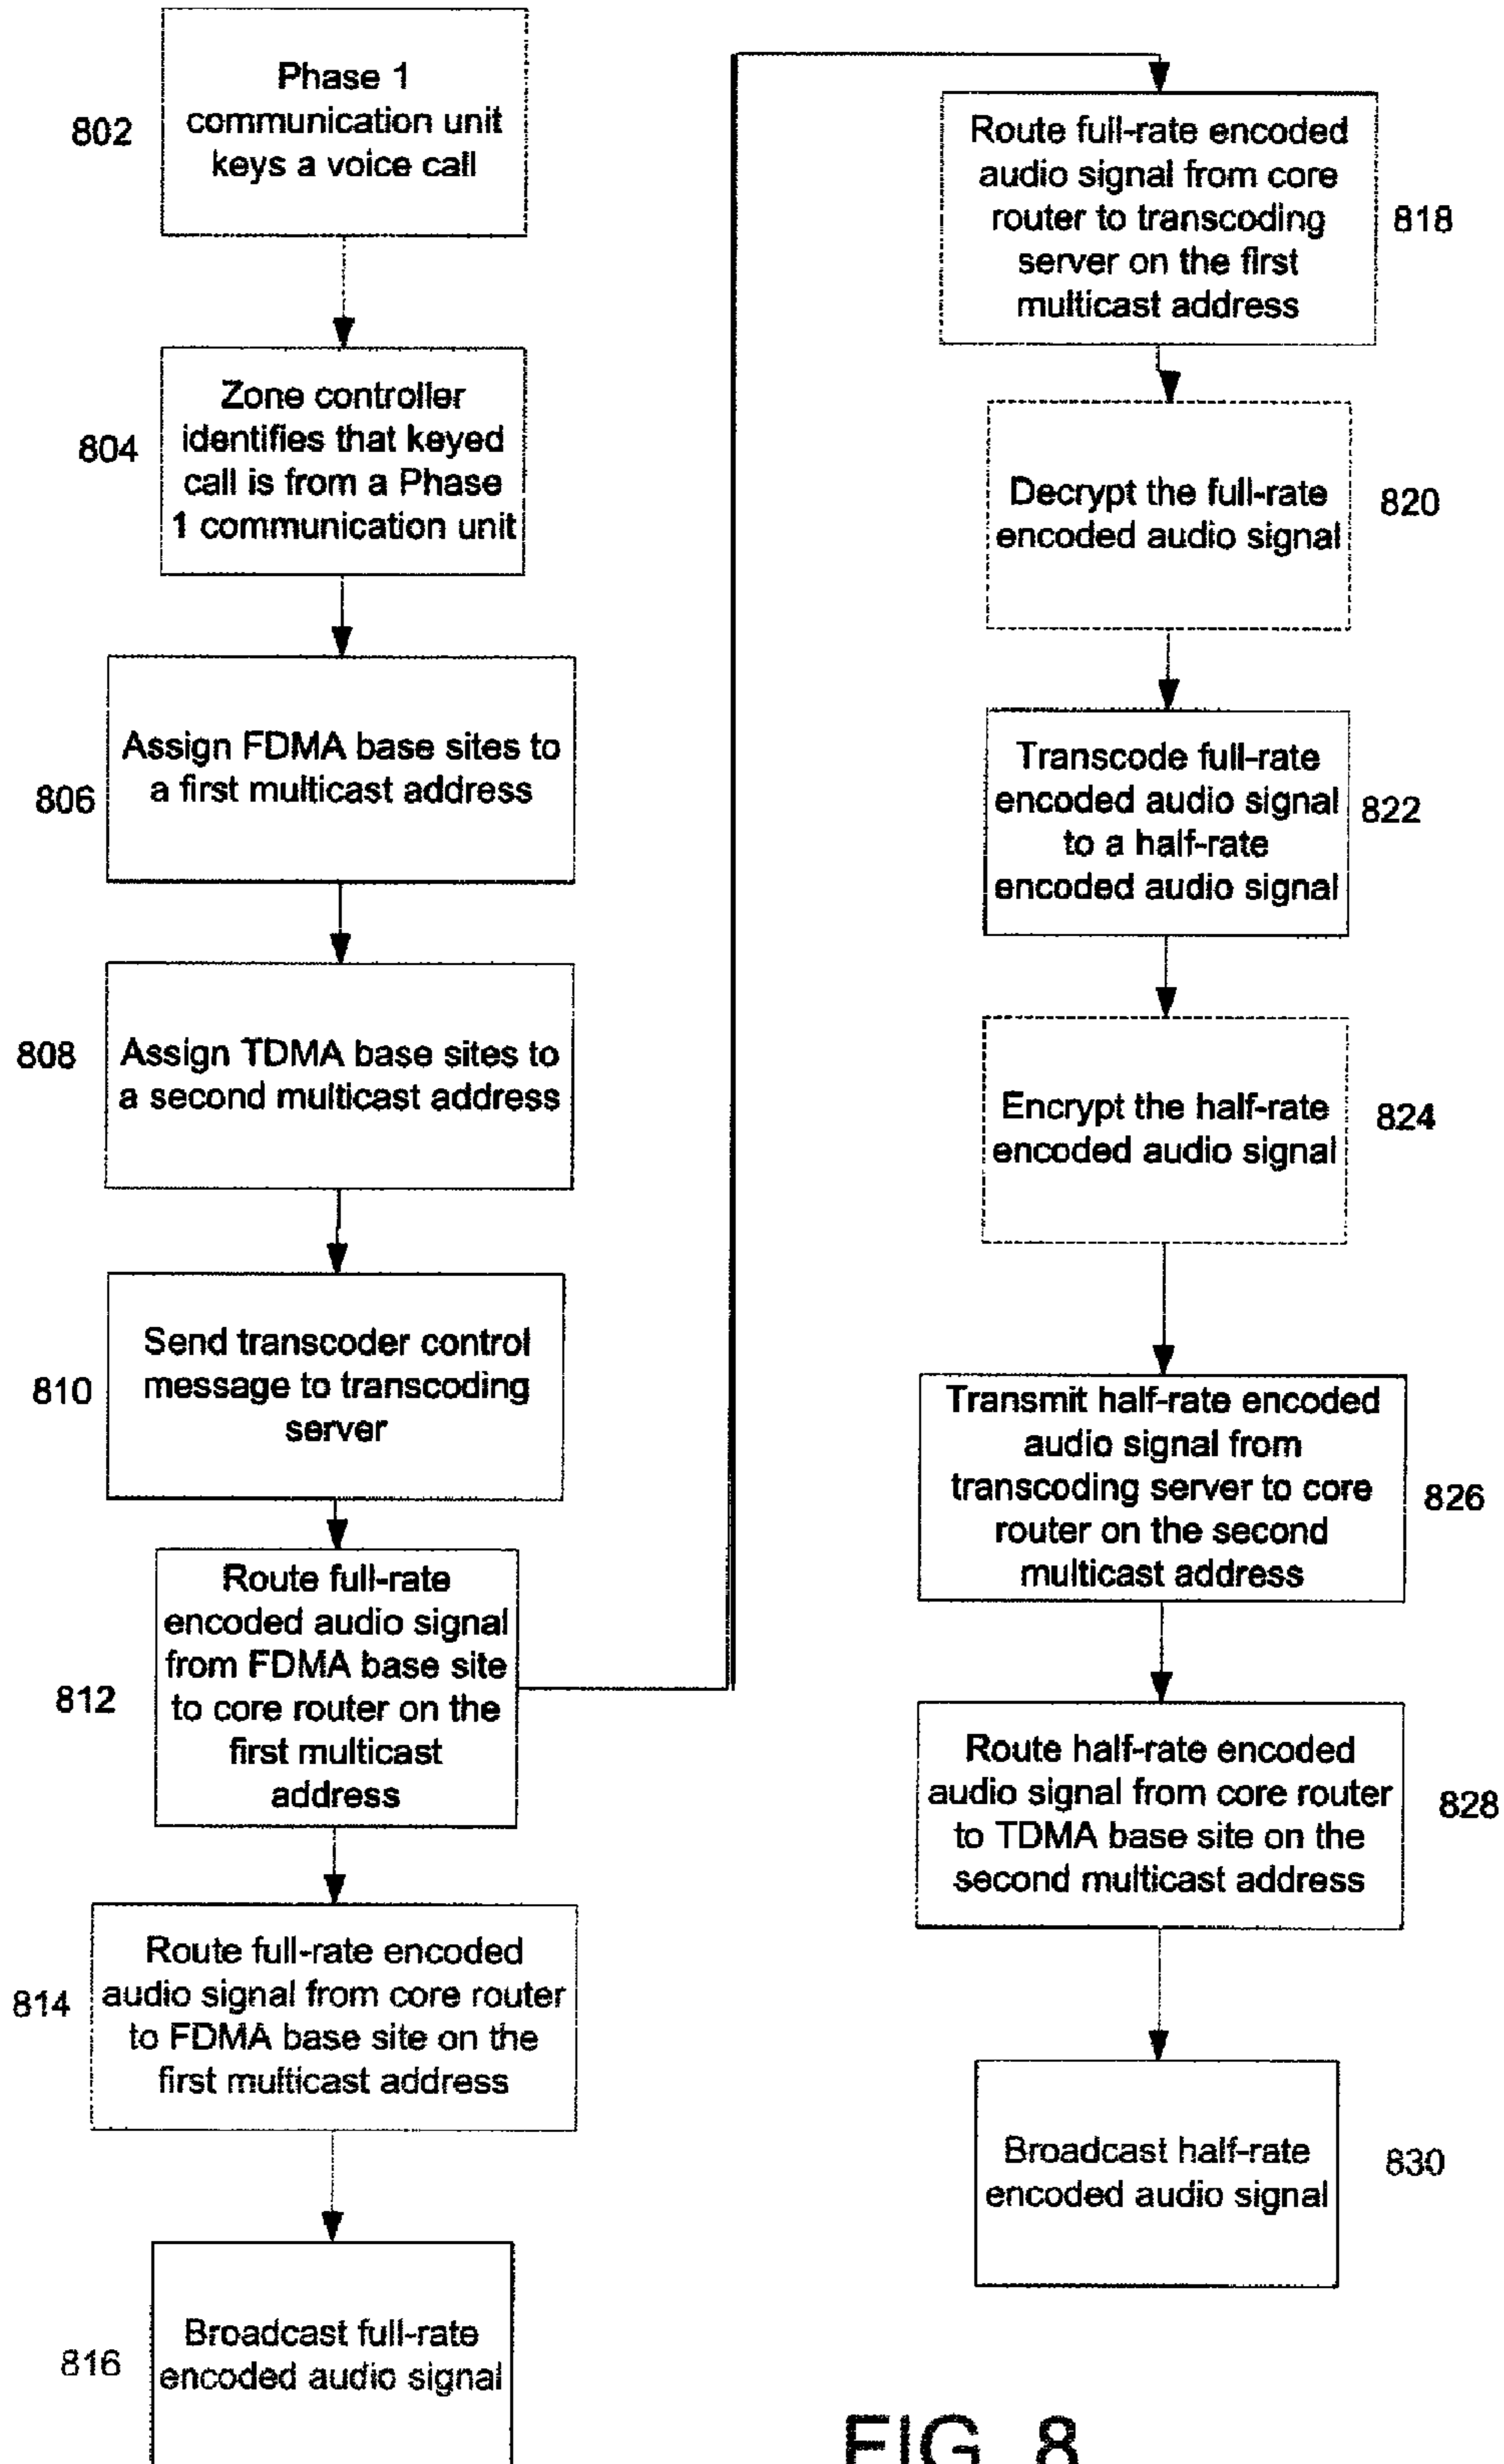 802
Phase 1
communication unit
keys a voice call
804
Zone controller
identifies that keyed
call is from a Phase
1 communication unit
806
Assign FDMA base sites to
a first multicast address
808
Assign TDMA base sites to
a second multicast address
810
Send transcoder control
message to transcoding
server
812
Route full-rate
encoded audio signal
from FDMA base site
to core router on the
first multicast
address
814
Route full-rate encoded
audio signal from core router
to FDMA base site on the
first multicast address
816
Broadcast full-rate
encoded audio signal
Route full-rate encoded
audio signal from core
router to transcoding
server on the first
multicast address
818
Decrypt the full-rate
encoded audio signal
820
Transcode full-rate
encoded audio signal
to a half-rate
encoded audio signal
822
Encrypt the half-rate
encoded audio signal
824
Transmit half-rate encoded
audio signal from
transcoding server to core
router on the second
multicast address
826
Route half-rate encoded
audio signal from core router
to TDMA base site on the
second multicast address
828
Broadcast half-rate
encoded audio signal
830
FIG. 8